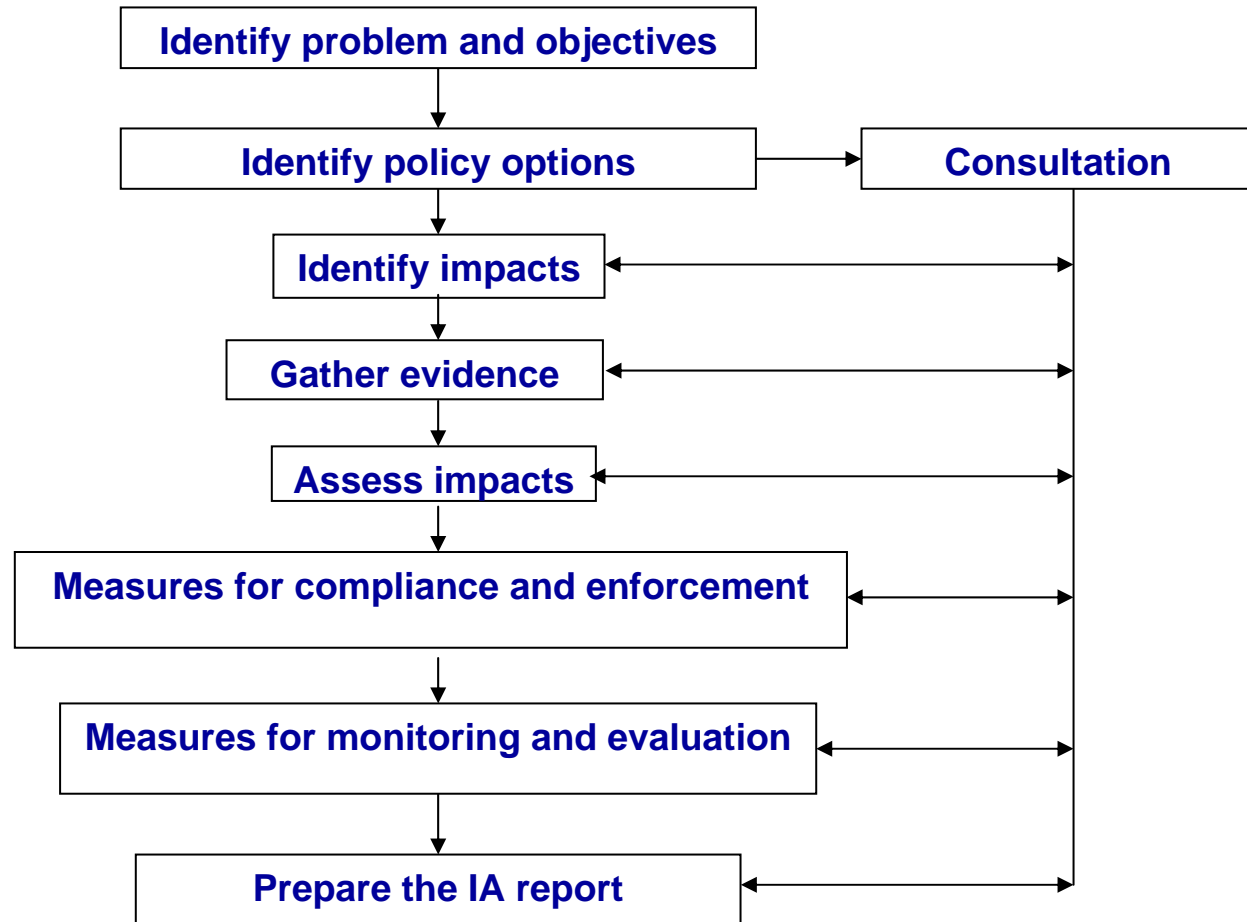 Identify problem and objectives
Identify policy options
Consultation
Identify impacts
Gather evidence
Assess impacts
Measures for compliance and enforcement
Measures for monitoring and evaluation
Prepare the IA report